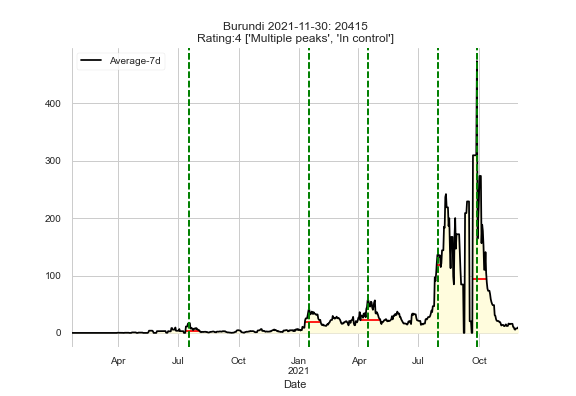 Burundi 2021-11-30: 20415
Rating:4 ['Multiple peaks', 'In control']
Average-7d
400
300
200
100
0
Apr Jul Oct Jan Apr Jul Oct
2021
Date